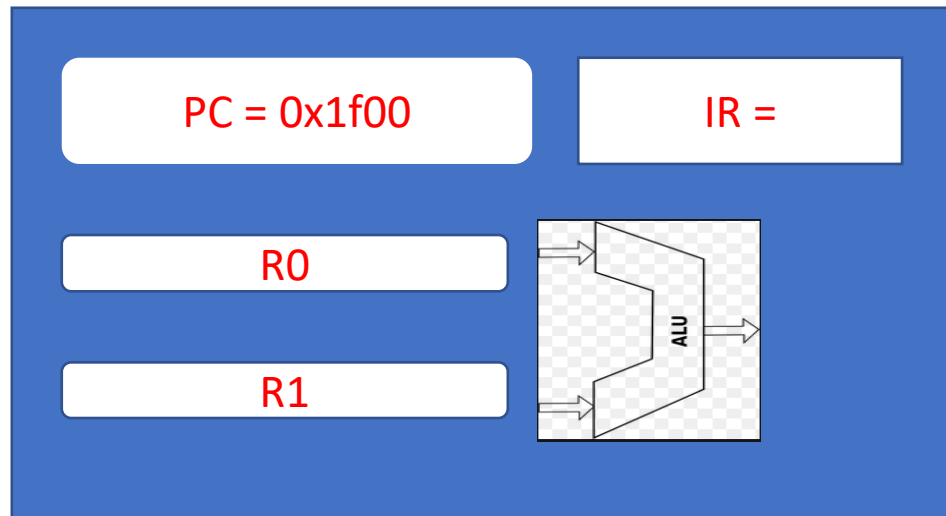 PC = 0x1f00
IR =
R0
R1
ALU